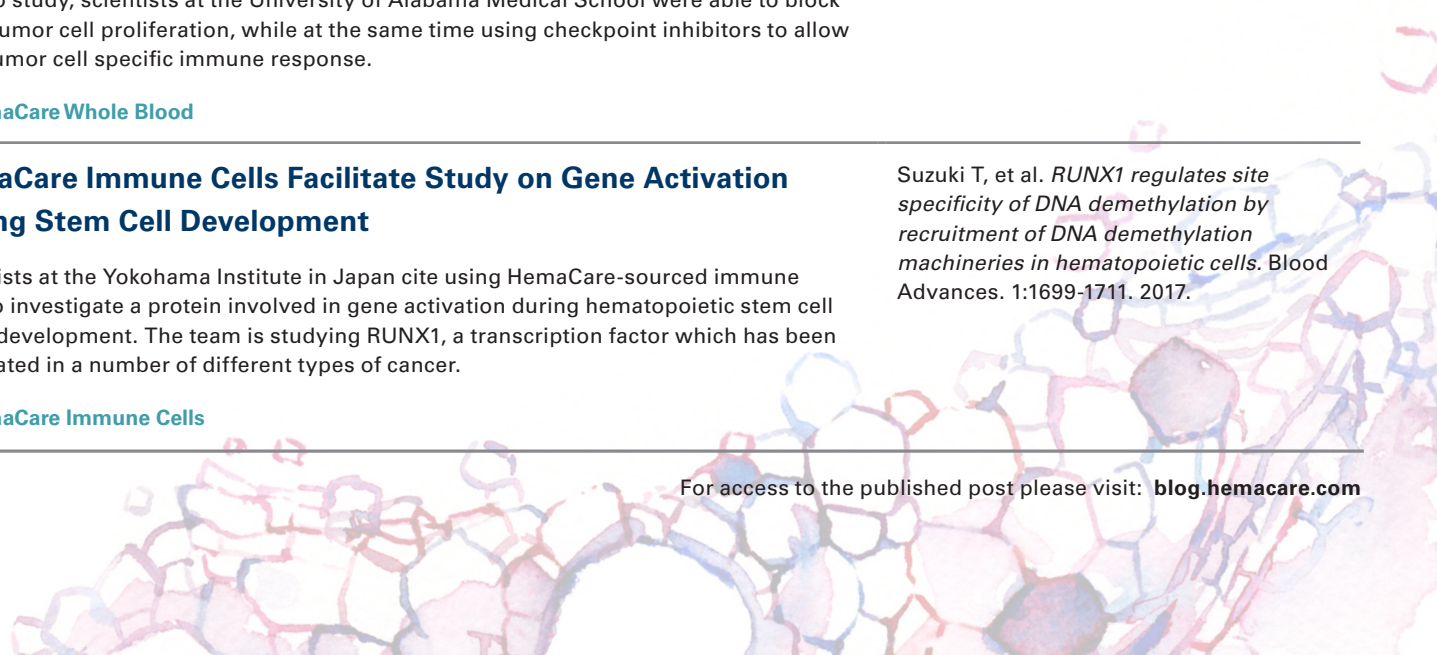 study, scientists at the University of Alabama Medical School were able to block
umor cell proliferation, while at the same time using checkpoint inhibitors to allow
umor cell specific immune response.
aCare Whole Blood
aCare Immune Cells Facilitate Study on Gene Activation
ng Stem Cell Development
ists at the Yokohama Institute in Japan cite using HemaCare-sourced immune
o investigate a protein involved in gene activation during hematopoietic stem cell
development. The team is studying RUNX1, a transcription factor which has been
ated in a number of different types of cancer.
aCare Immune Cells
Suzuki T, et al. RUNX1 regulates site
specificity of DNA demethylation by
recruitment of DNA demethylation
machineries in hematopoietic cells. Blood
Advances. 1:1699-1711. 2017.
For access to the published post please visit: blog.hemacare.com